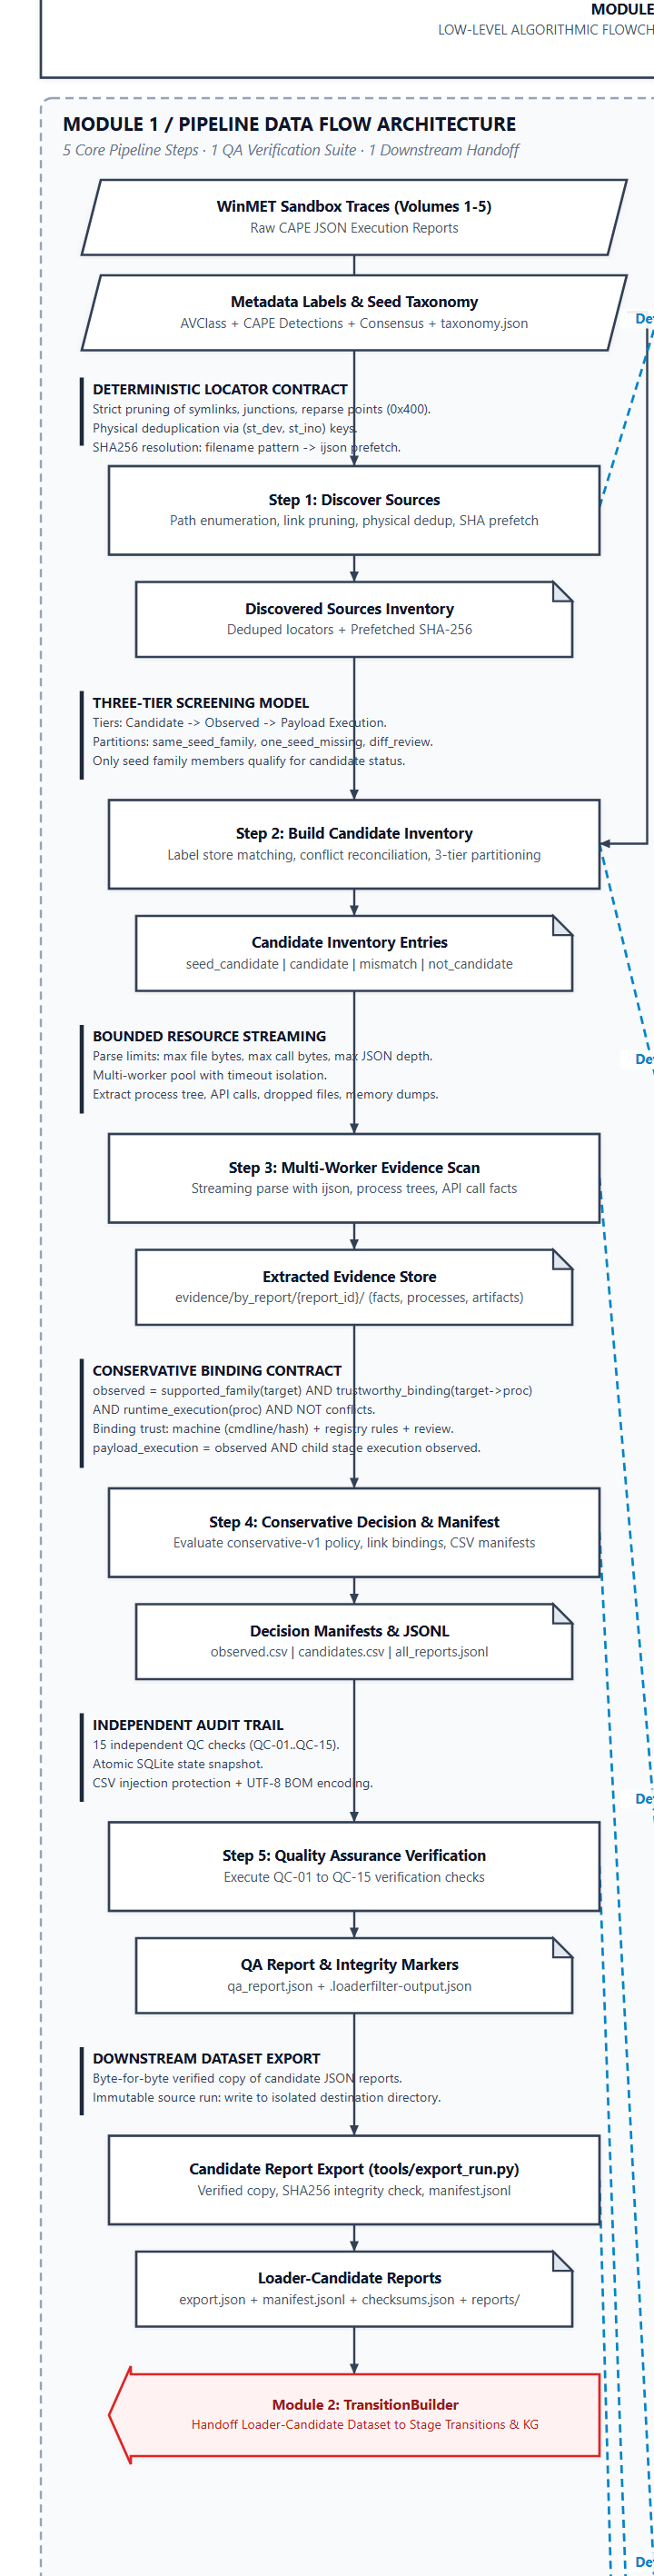 MODULE
LOW-LEVEL ALGORITHMIC FLOWCH
MODULE 1 / PIPELINE DATA FLOW ARCHITECTURE
5 Core Pipeline Steps · 1 QA Verification Suite · 1 Downstream Handoff
WinMET Sandbox Traces (Volumes 1-5)
Raw CAPE JSON Execution Reports
Metadata Labels & Seed Taxonomy
AVClass + CAPE Detections + Consensus + taxonomy.json
De
DETERMINISTIC LOCATOR CONTRACT
Strict pruning of symlinks, junctions, reparse points (0x400).
Physical deduplication via (st_dev, st_ino) keys.
SHA256 resolution: filename pattern -> ijson prefetch.
Step 1: Discover Sources
Path enumeration, link pruning, physical dedup, SHA prefetch
Discovered Sources Inventory
Deduped locators + Prefetched SHA-256
THREE-TIER SCREENING MODEL
Tiers: Candidate -> Observed -> Payload Execution.
Partitions: same_seed_family, one_seed_missing, diff_review.
Only seed family members qualify for candidate status.
Step 2: Build Candidate Inventory
Label store matching, conflict reconciliation, 3-tier partitioning
Candidate Inventory Entries
seed_candidate | candidate | mismatch | not_candidate
BOUNDED RESOURCE STREAMING
Parse limits: max file bytes, max call bytes, max JSON depth.
De
Multi-worker pool with timeout isolation.
Extract process tree, API calls, dropped files, memory dumps.
Step 3: Multi-Worker Evidence Scan
Streaming parse with ijson, process trees, API call facts
Extracted Evidence Store
evidence/by_report/{report_id}/ (facts, processes, artifacts)
CONSERVATIVE BINDING CONTRACT
observed = supported_family(target) AND trustworthy_binding(target->proc)
AND runtime_execution(proc) AND NOT conflicts.
Binding trust: machine (cmdline/hash) + registry rules + review.
payload_execution = observed AND child stage execution observed.
Step 4: Conservative Decision & Manifest
Evaluate conservative-v1 policy, link bindings, CSV manifests
Decision Manifests & JSONL
observed.csv | candidates.csv | all_reports.jsonl
INDEPENDENT AUDIT TRAIL
15 independent QC checks (QC-01..QC-15).
Atomic SQLite state snapshot.
CSV injection protection + UTF-8 BOM encoding.
De
Step 5: Quality Assurance Verification
Execute QC-01 to QC-15 verification checks
QA Report & Integrity Markers
qa_report.json + .loaderfilter-output.json
DOWNSTREAM DATASET EXPORT
Byte-for-byte verified copy of candidate JSON reports.
Immutable source run: write to isolated destination directory.
Candidate Report Export (tools/export_run.py)
Verified copy, SHA256 integrity check, manifest.jsonl
Loader-Candidate Reports
export.json + manifest.jsonl + checksums.json + reports/
Module 2: TransitionBuilder
Handoff Loader-Candidate Dataset to Stage Transitions & KG
De